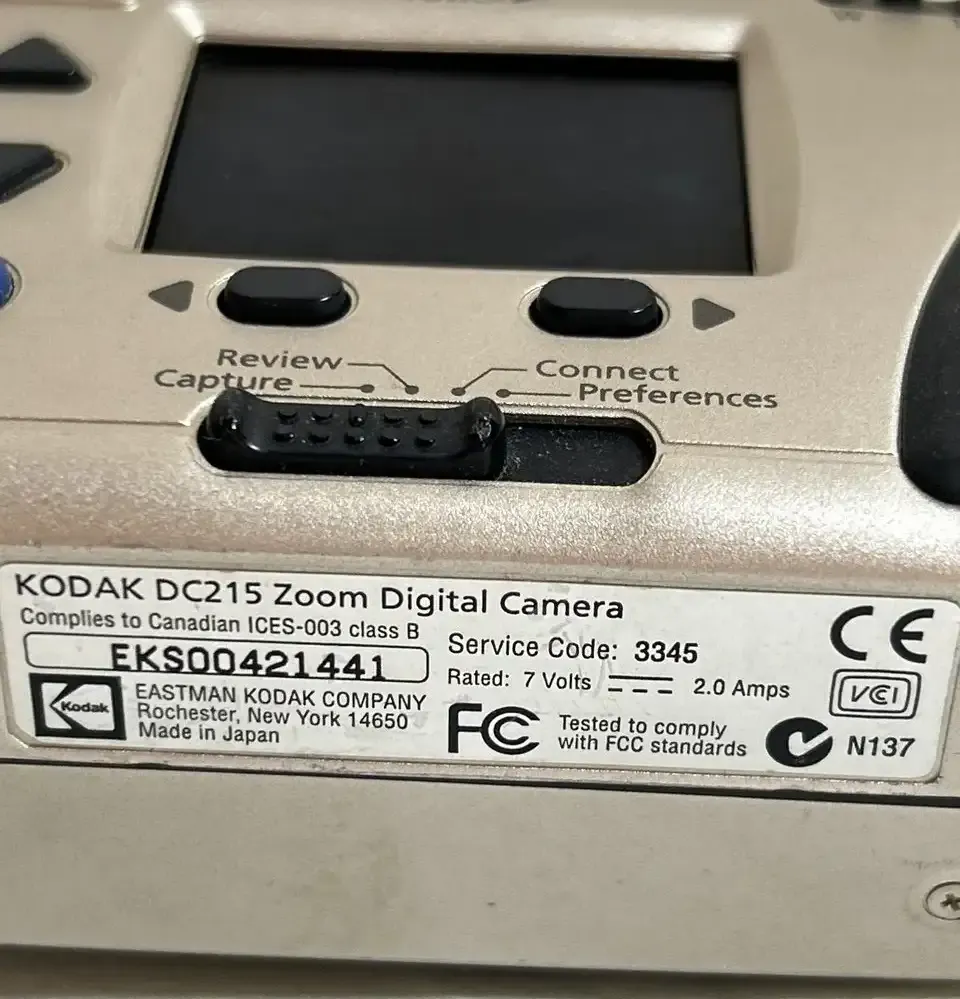 Review
Capture
Connect
Preferences
KODAK DC215 Zoom Digital Camera
Complies to Canadian ICES-003 class B
EKS00421441
Kodak
EASTMAN KODAK COMPANY
Rochester, New York 14650
Made in Japan
Service Code: 3345
Rated: 7 Volts 2.0 Amps
FC
Tested to comply
with FCC standards
CE
VCI
N137